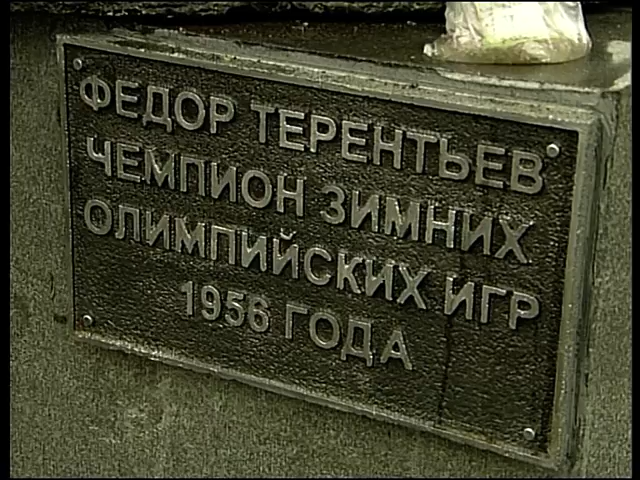 ФЕДОР ТЕРЕНТЬЕВ
ЧЕМПИОН ЗИМНИХ
ОЛИМПИЙСКИХ ИГР
1956 ГОДА